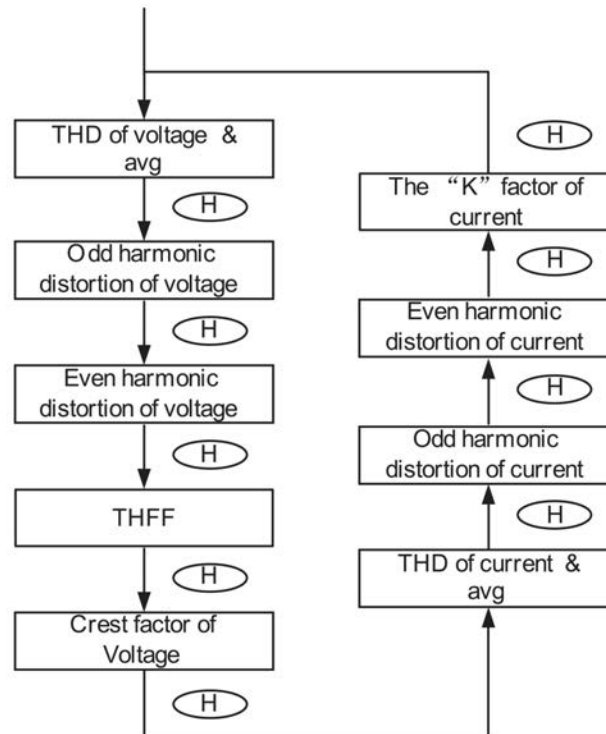 THD of voltage &
avg
H
Odd harmonic
distortion of voltage
H
Even harmonic
distortion of voltage
H
THFF
H
Crest factor of
Voltage
H
THD of current &
avg
H
Odd harmonic
distortion of current
H
Even harmonic
distortion of current
H
The “K” factor of
current
H